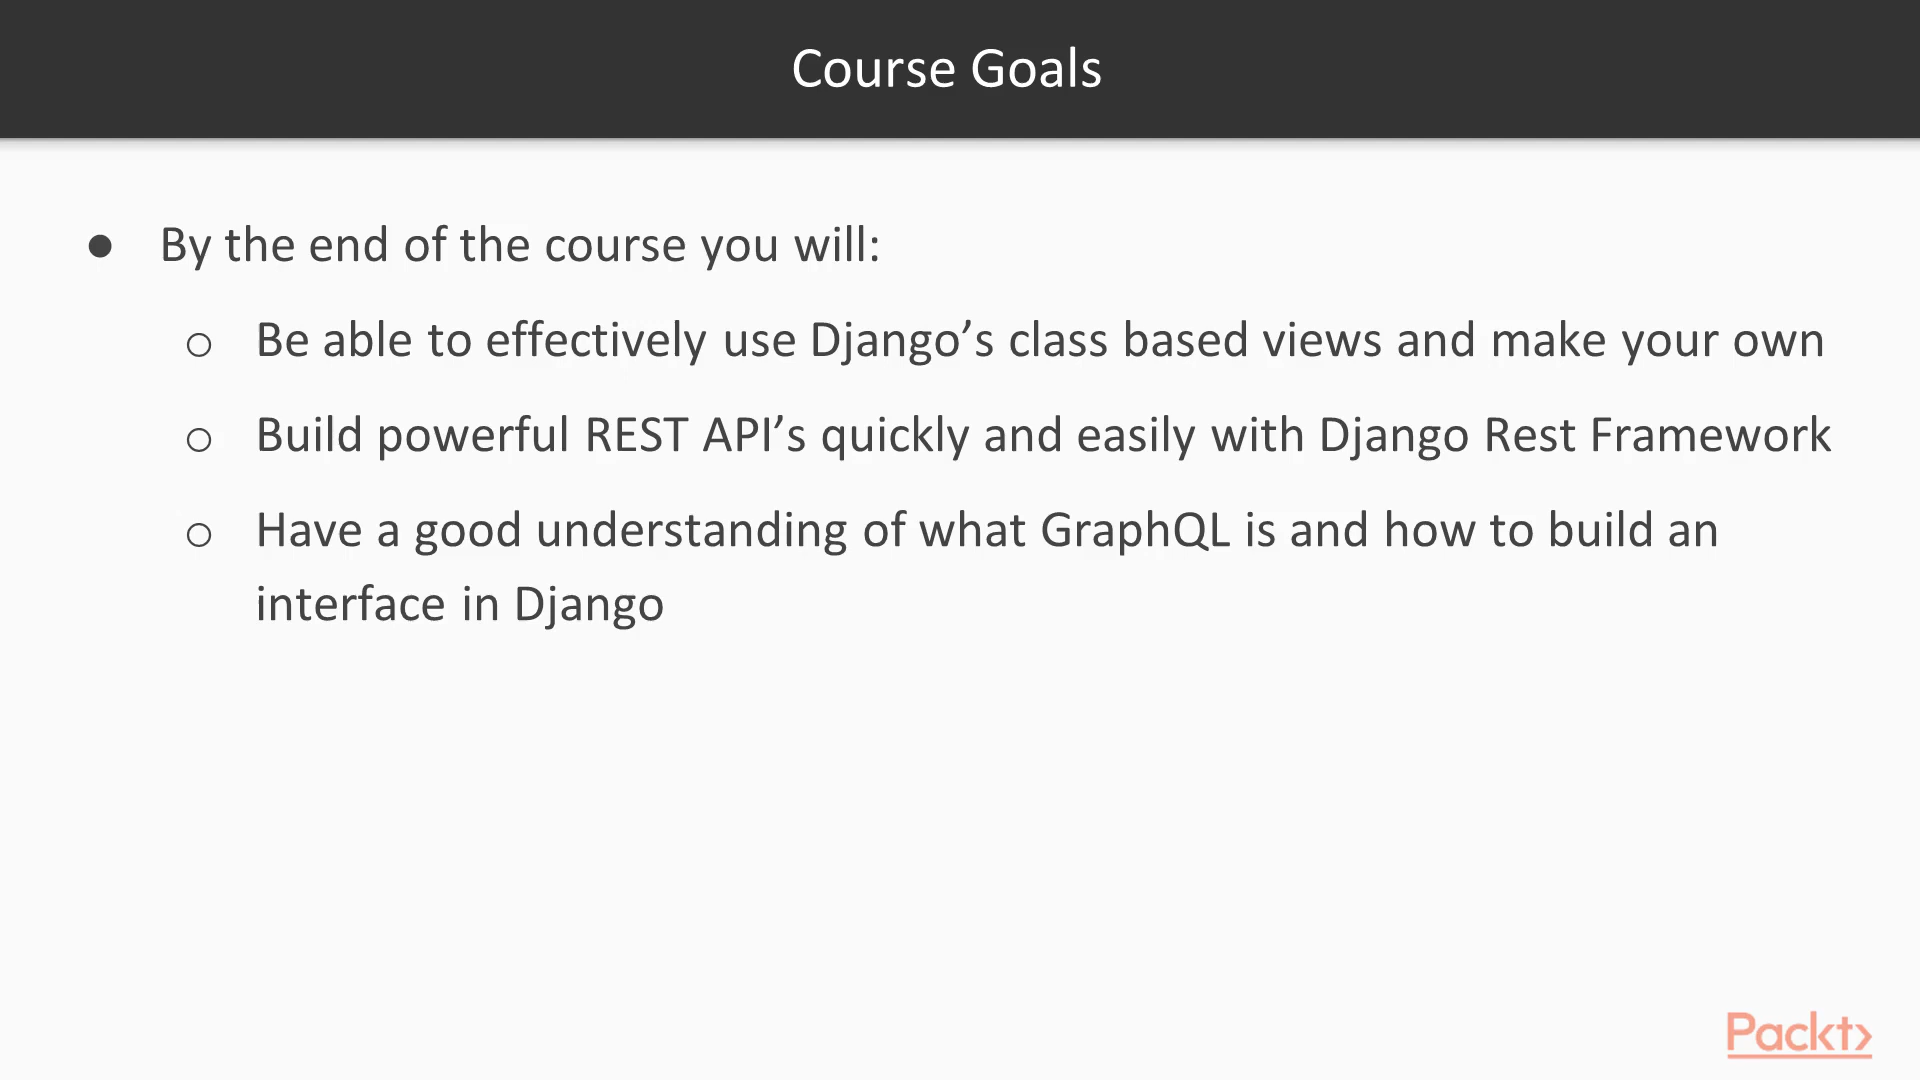 Course Goals
● By the end of the course you will:
○ Be able to effectively use Django’s class based views and make your own
○ Build powerful REST API’s quickly and easily with Django Rest Framework
○ Have a good understanding of what GraphQL is and how to build an
interface in Django
Packt>